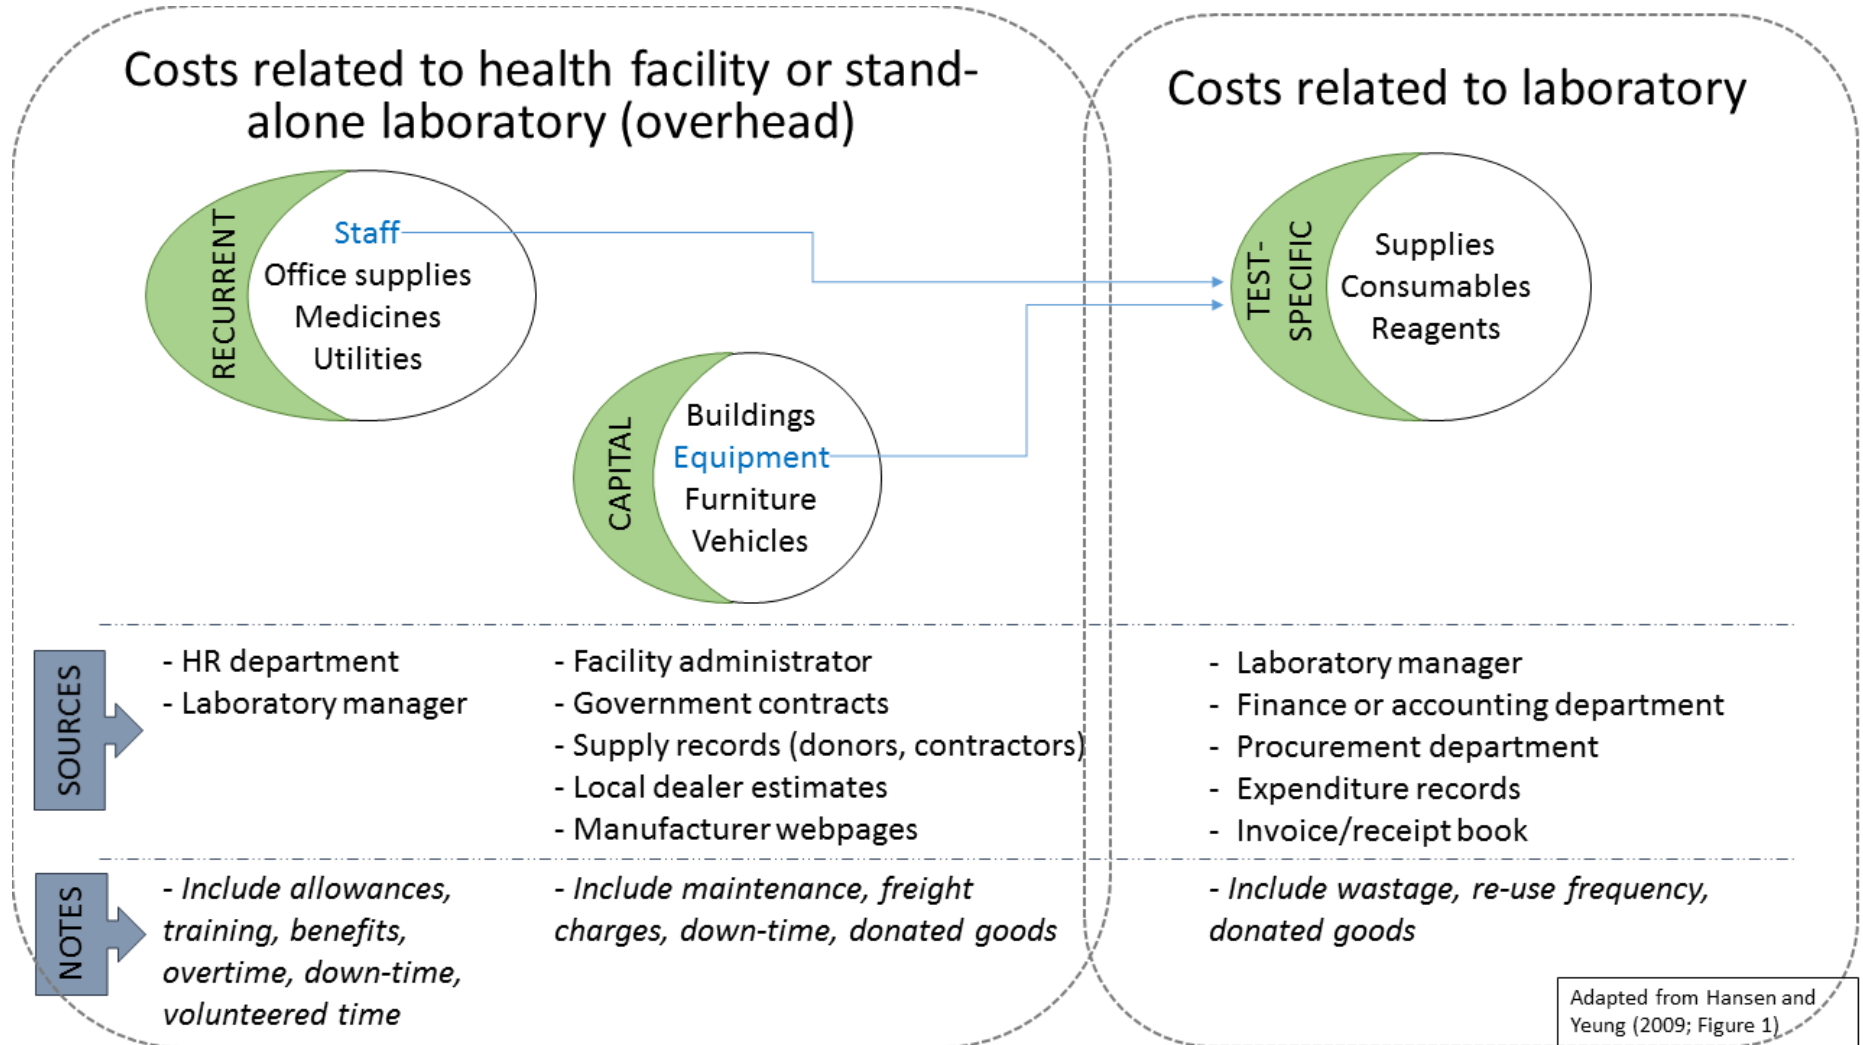 Costs related to health facility or stand-
alone laboratory (overhead)
Costs related to laboratory
RECURRENT
Staff
Office supplies
Medicines
Utilities
CAPITAL
Buildings
Equipment
Furniture
Vehicles
TEST-
SPECIFIC
Supplies
Consumables
Reagents
SOURCES
- HR department
- Laboratory manager
- Facility administrator
- Government contracts
- Supply records (donors, contractors)
- Local dealer estimates
- Manufacturer webpages
- Laboratory manager
- Finance or accounting department
- Procurement department
- Expenditure records
- Invoice/receipt book
NOTES
- Include allowances,
training, benefits,
overtime, down-time,
volunteered time
- Include maintenance, freight
charges, down-time, donated goods
- Include wastage, re-use frequency,
donated goods
Adapted from Hansen and
Yeung (2009; Figure 1)